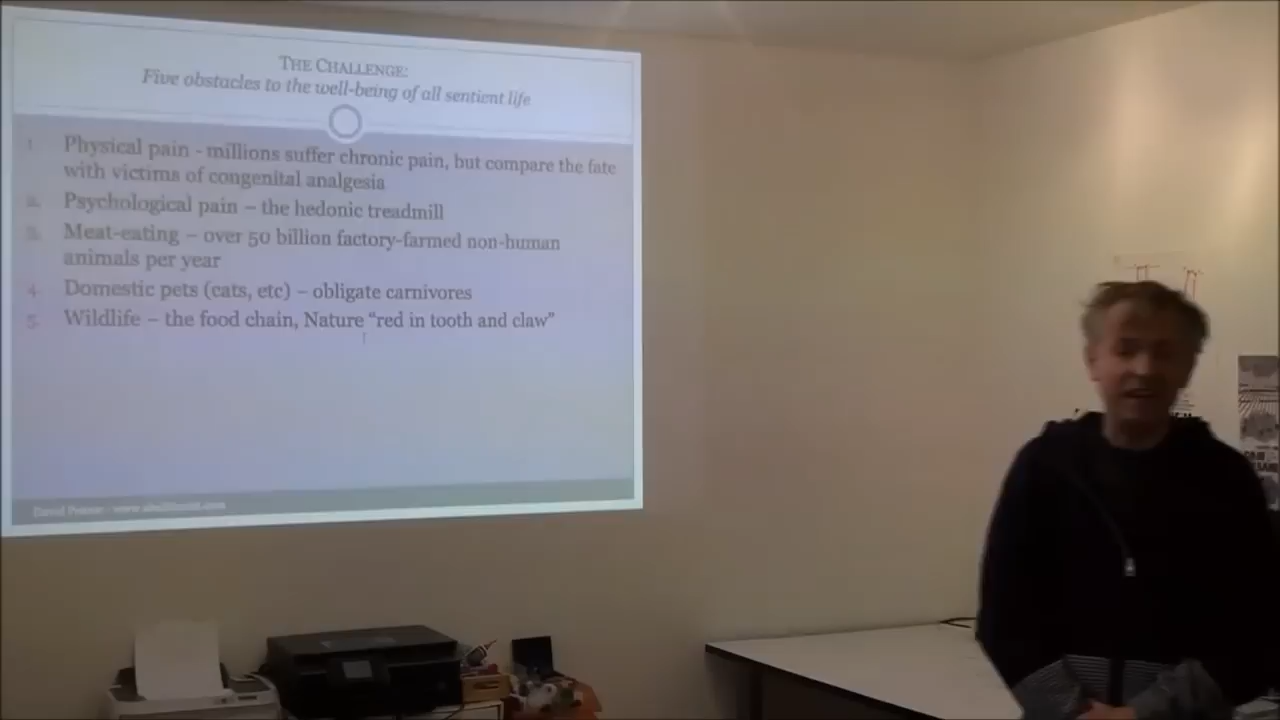 THE CHALLENGE:
Five obstacles to the well-being of all sentient life
1. Physical pain - millions suffer chronic pain, but compare the fate
with victims of congenital analgesia
2. Psychological pain – the hedonic treadmill
3. Meat-eating – over 50 billion factory-farmed non-human
animals per year
4. Domestic pets (cats, etc) – obligate carnivores
5. Wildlife – the food chain, Nature “red in tooth and claw”
David